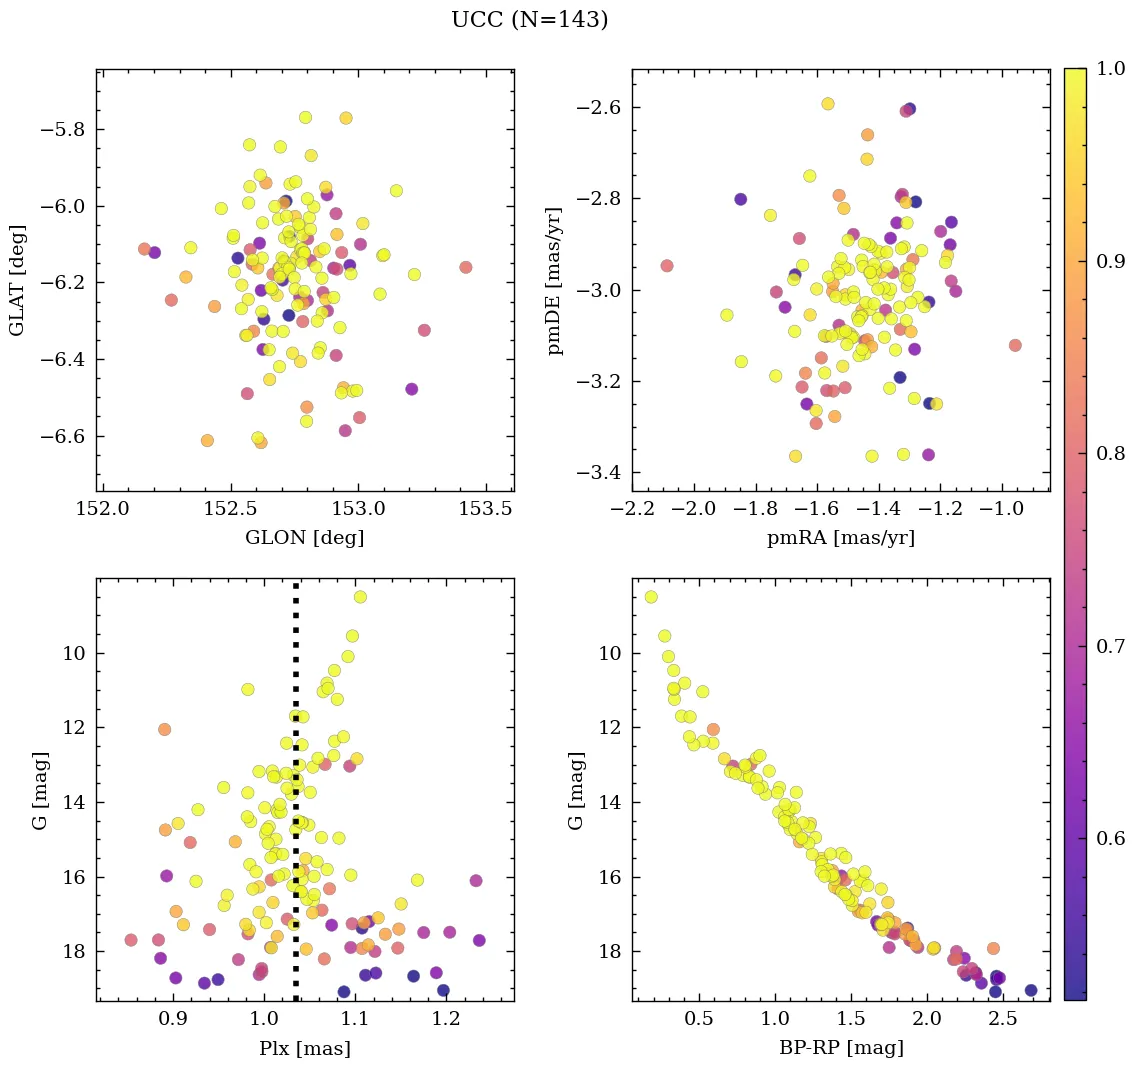 UCC (N=143)
−5.8
−6.0
−6.2
−6.4
−6.6
GLAT [deg]
152.0 152.5 153.0 153.5
GLON [deg]
−2.6
−2.8
−3.0
−3.2
−3.4
pmDE [mas/yr]
−2.2 −2.0 −1.8 −1.6 −1.4 −1.2 −1.0
pmRA [mas/yr]
1.0
0.9
0.8
0.7
0.6
10
12
14
16
18
G [mag]
0.9 1.0 1.1 1.2
Plx [mas]
10
12
14
16
18
G [mag]
0.5 1.0 1.5 2.0 2.5
BP-RP [mag]